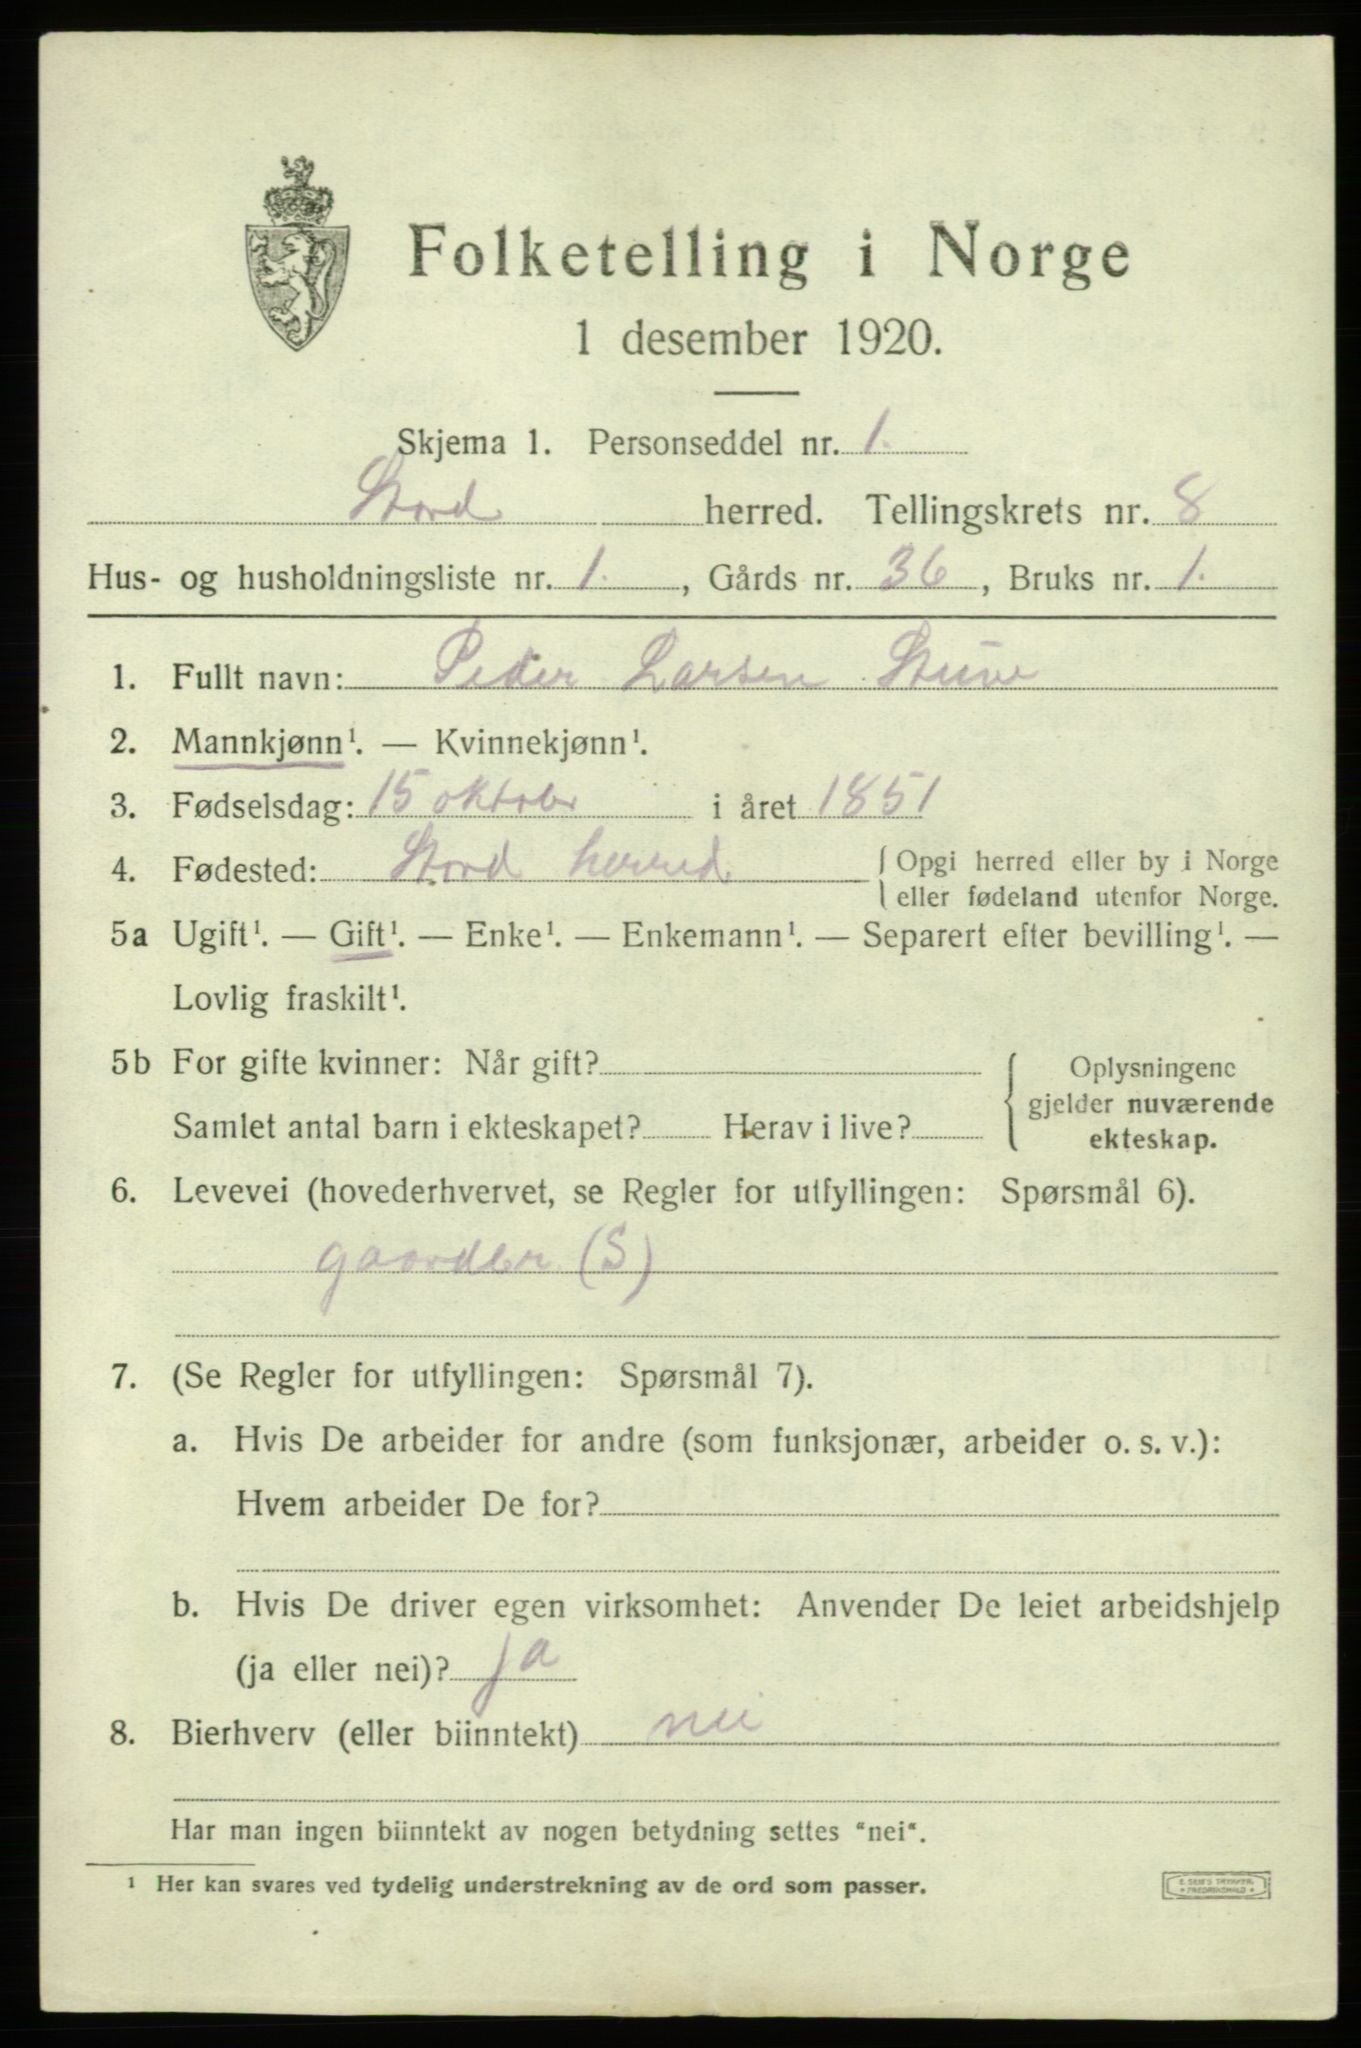 Folketelling i Norge
1 desember 1920.
Skjema 1. Personseddel nr. 1.
Stord herred. Tellingskrets nr. 8
Hus- og husholdningsliste nr. 1., Gårds nr. 36, Bruks nr. 1.
1. Fullt navn: Peder Larsen
2. Mannkjønn¹. — Kvinnekjønn¹.
3. Fødselsdag: 15 oktober i året 1851
4. Fødested: Stord herred { Opgi herred eller by i Norge
eller fødeland utenfor Norge.
5a Ugift¹. — Gift¹. — Enke¹. — Enkemann¹. — Separert efter bevilling¹. —
Lovlig fraskilt¹.
5b For gifte kvinner: Når gift?
Samlet antal barn i ekteskapet? Herav i live?
{ Oplysningene
gjelder nuværende
ekteskap.
6. Levevei (hovederhvervet, se Regler for utfyllingen: Spørsmål 6).
gaardbr. (S)
7. (Se Regler for utfyllingen: Spørsmål 7).
a. Hvis De arbeider for andre (som funksjonær, arbeider o. s. v.):
Hvem arbeider De for?
b. Hvis De driver egen virksomhet: Anvender De leiet arbeidshjelp
(ja eller nei)? ja
8. Bierhverv (eller biinntekt) nei
Har man ingen biinntekt av nogen betydning settes “nei“.
¹ Her kan svares ved tydelig understrekning av de ord som passer.